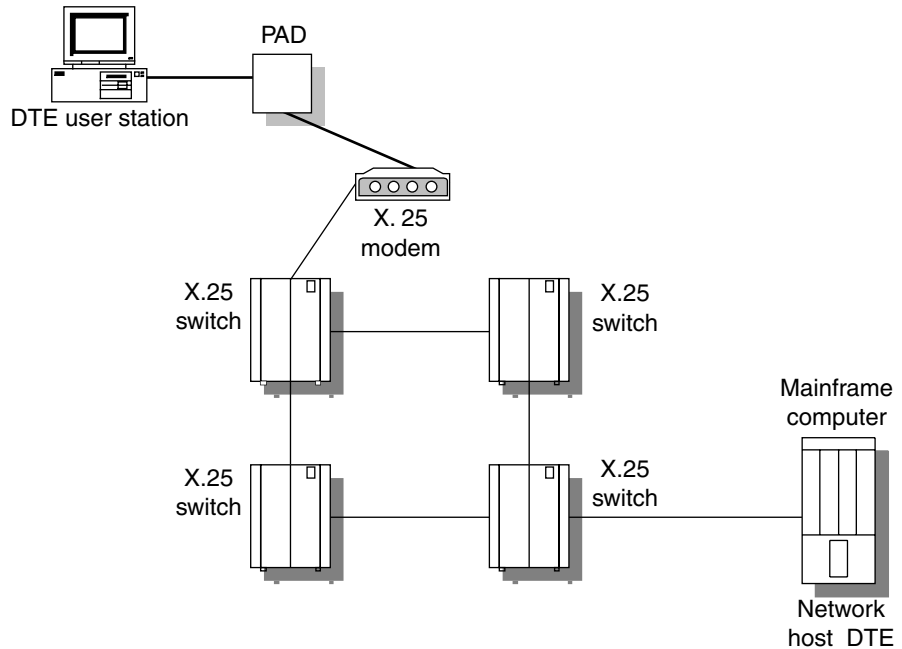 PAD
DTE user station
X. 25
modem
X.25
switch
X.25
switch
Mainframe
computer
X.25
switch
X.25
switch
Network
host DTE